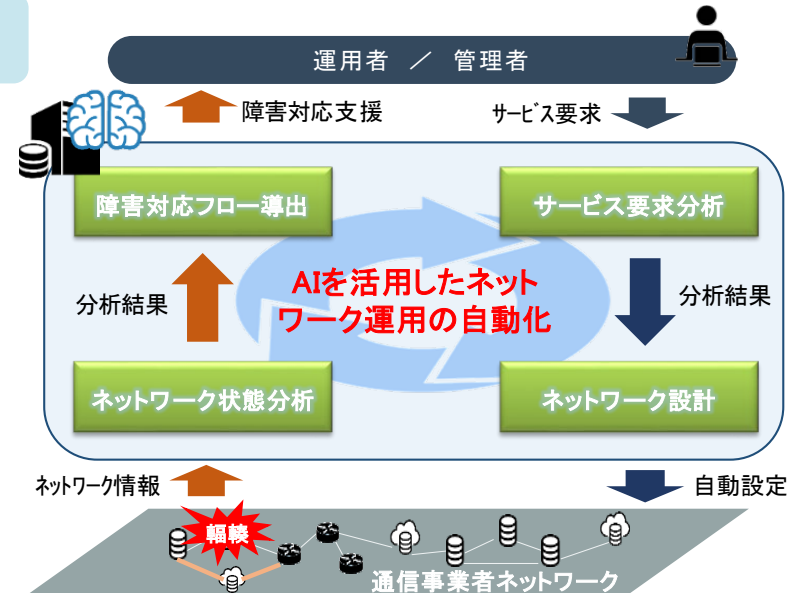 運用者 ／ 管理者
障害対応支援
サービス要求
障害対応フロー導出
サービス要求分析
分析結果
AIを活用したネット
ワーク運用の自動化
分析結果
ネットワーク状態分析
ネットワーク設計
ネットワーク情報
自動設定
輻輳
通信事業者ネットワーク